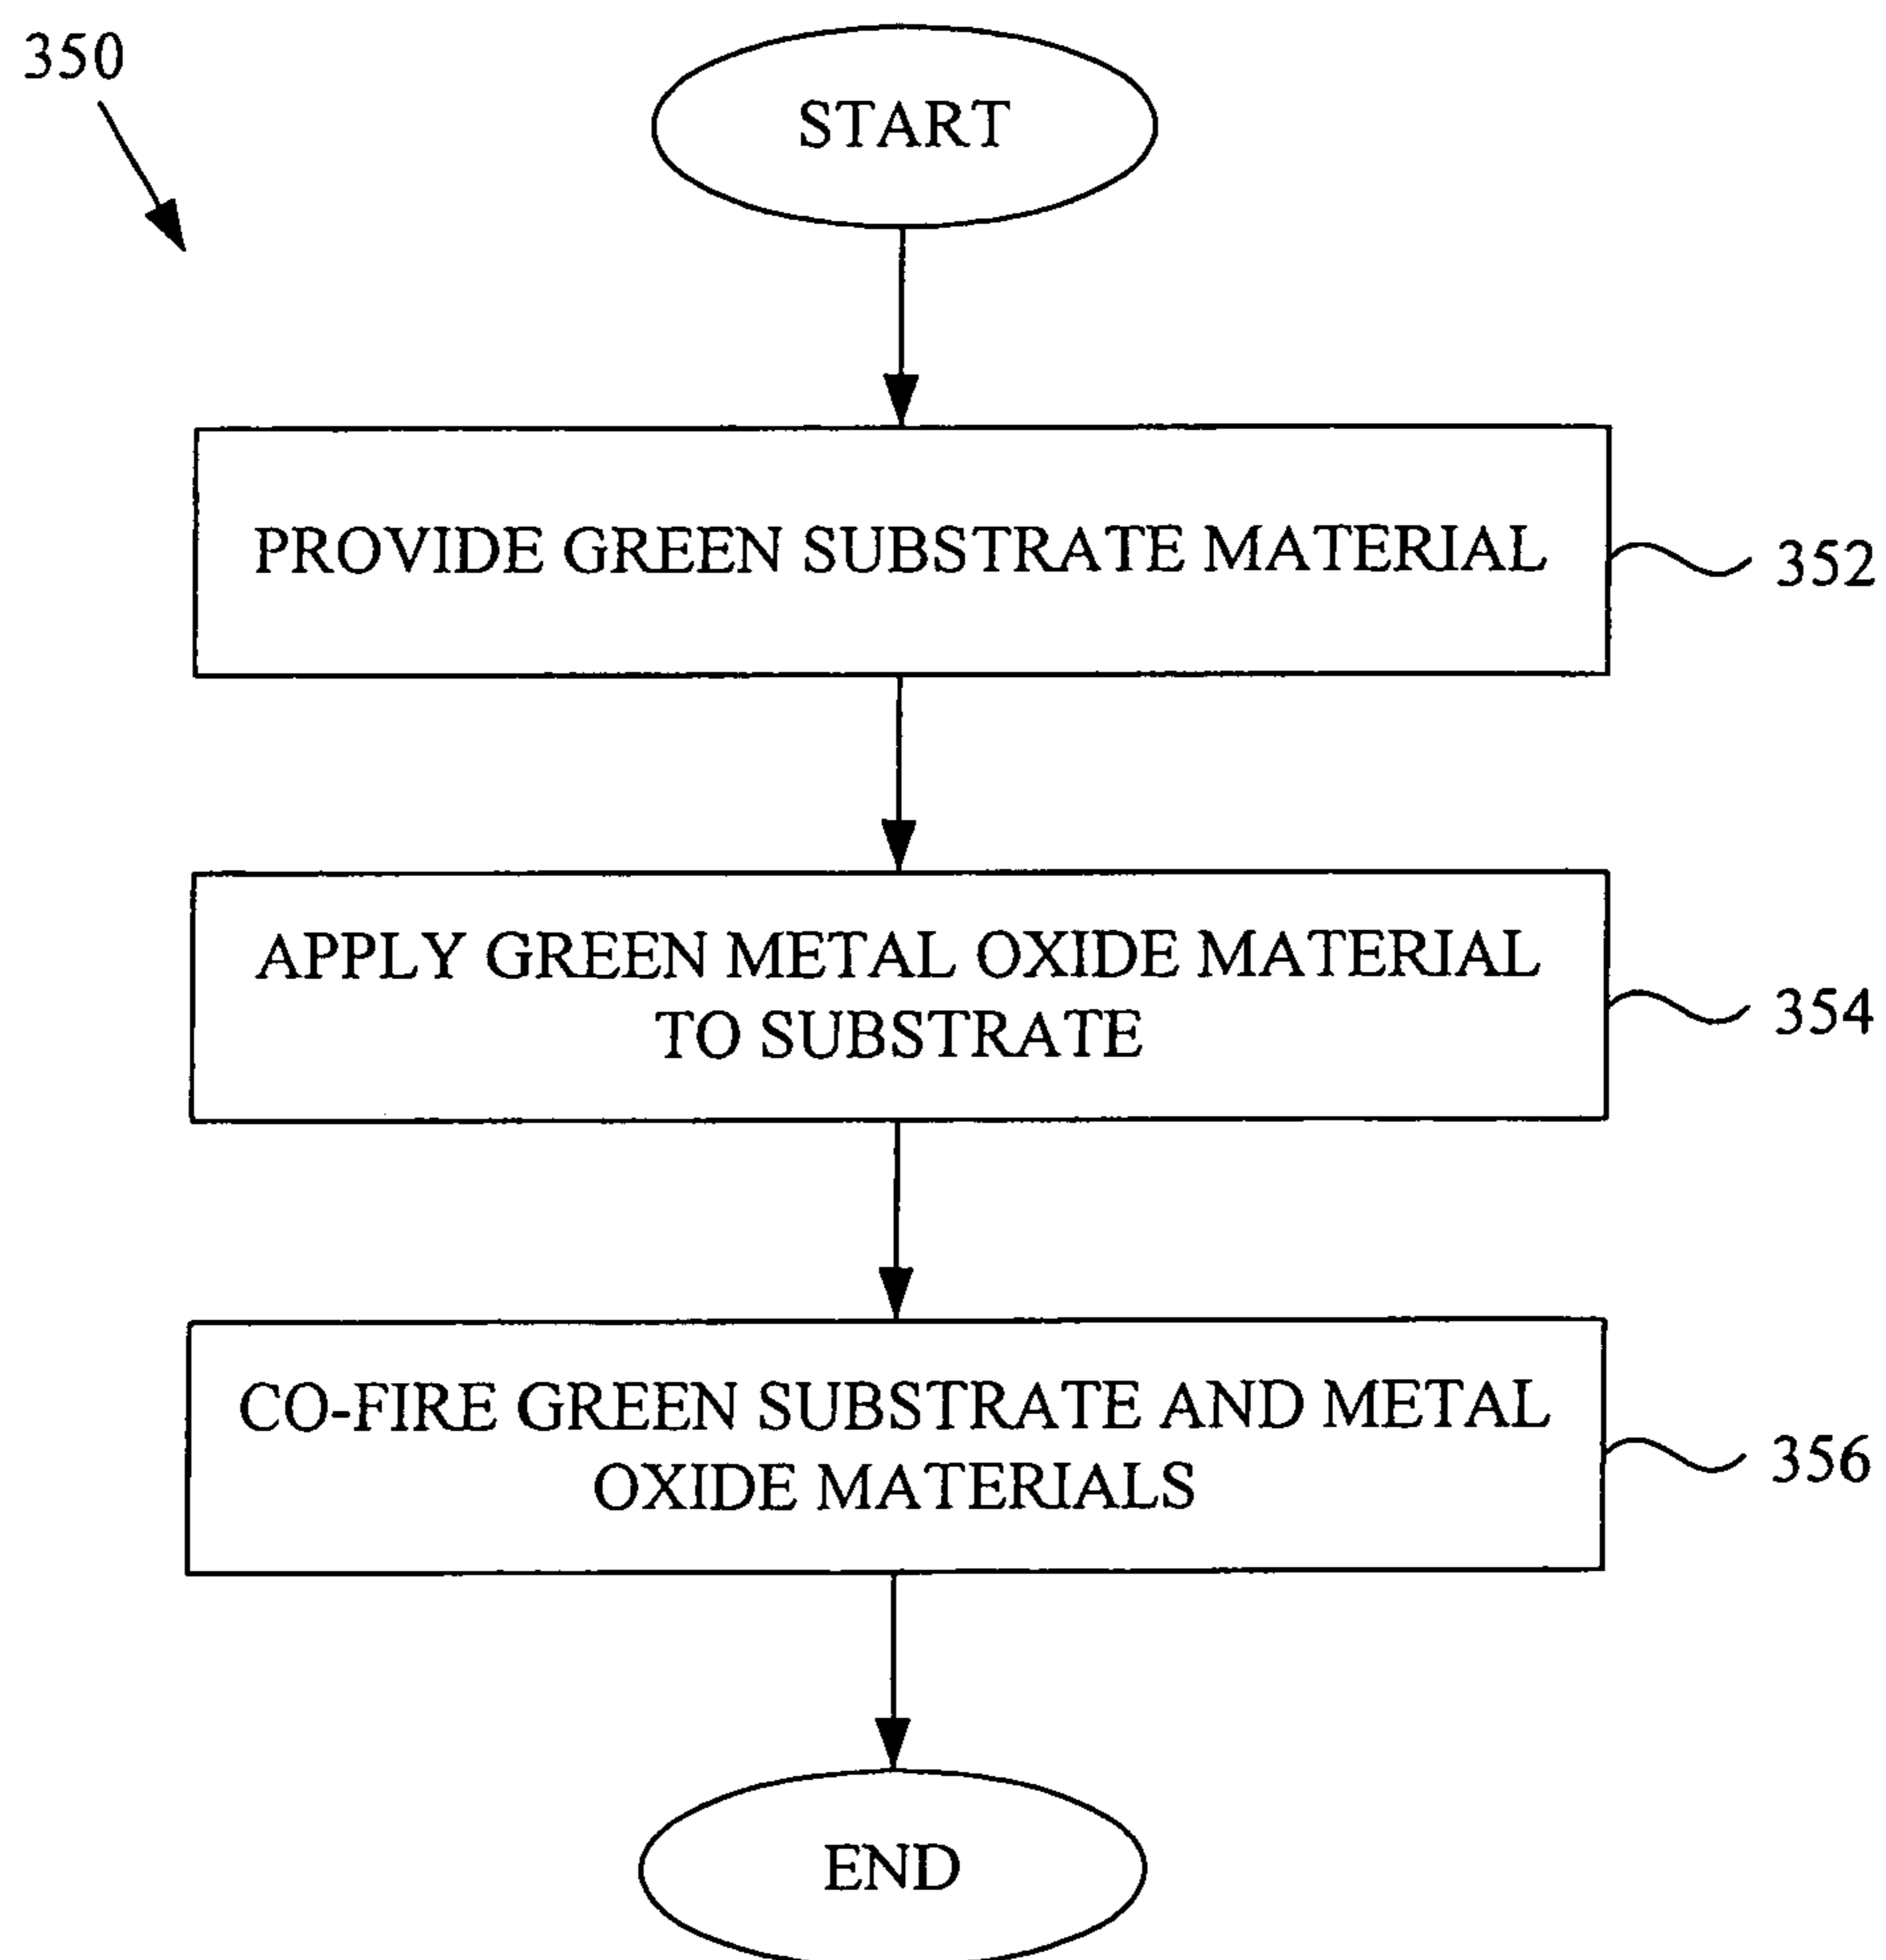 350
START
PROVIDE GREEN SUBSTRATE MATERIAL
352
APPLY GREEN METAL OXIDE MATERIAL
TO SUBSTRATE
354
CO-FIRE GREEN SUBSTRATE AND METAL
OXIDE MATERIALS
356
END